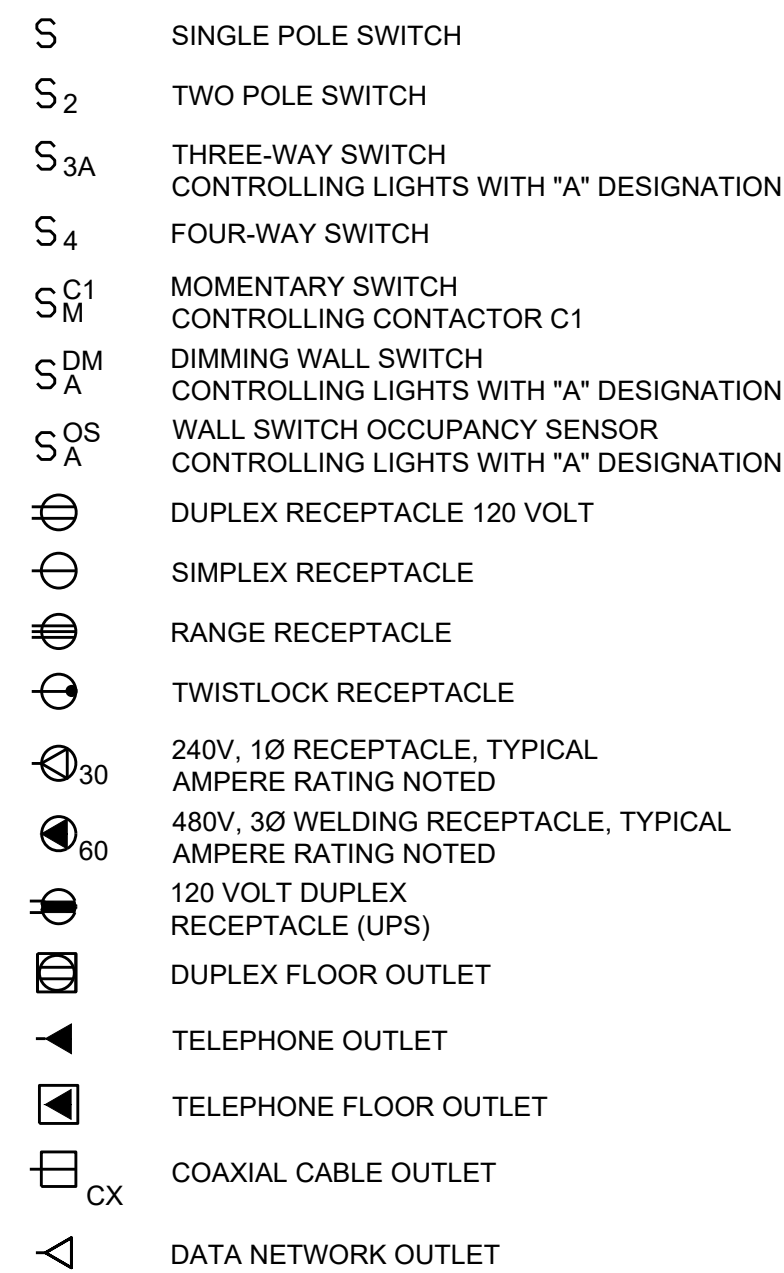 S SINGLE POLE SWITCH
S2 TWO POLE SWITCH
S3A THREE-WAY SWITCH
CONTROLLING LIGHTS WITH "A" DESIGNATION
S4 FOUR-WAY SWITCH
S C1 M MOMENTARY SWITCH
CONTROLLING CONTACTOR C1
S DM A DIMMING WALL SWITCH
CONTROLLING LIGHTS WITH "A" DESIGNATION
S OS A WALL SWITCH OCCUPANCY SENSOR
CONTROLLING LIGHTS WITH "A" DESIGNATION
DUPLEX RECEPTACLE 120 VOLT
SIMPLEX RECEPTACLE
RANGE RECEPTACLE
TWISTLOCK RECEPTACLE
30 240V, 1Ø RECEPTACLE, TYPICAL
AMPERE RATING NOTED
60 480V, 3Ø WELDING RECEPTACLE, TYPICAL
AMPERE RATING NOTED
120 VOLT DUPLEX
RECEPTACLE (UPS)
DUPLEX FLOOR OUTLET
TELEPHONE OUTLET
TELEPHONE FLOOR OUTLET
CX COAXIAL CABLE OUTLET
DATA NETWORK OUTLET